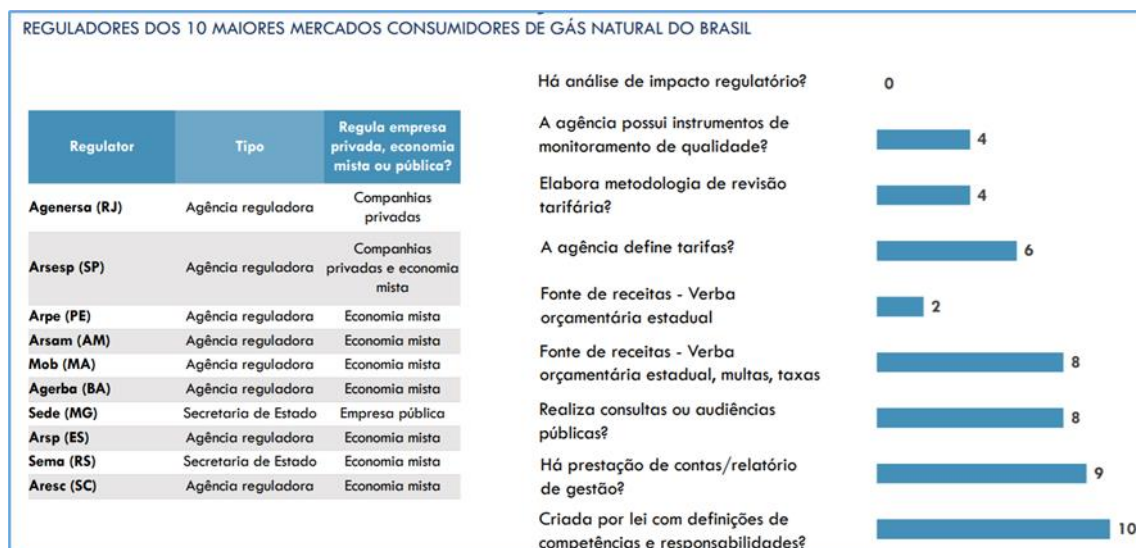 REGULADORES DOS 10 MAIORES MERCADOS CONSUMIDORES DE GÁS NATURAL DO BRASIL
Regulator
Tipo
Regula empresa
privada, economia
mista ou pública?
Agenersa (RJ)
Agência reguladora
Companhias
privadas
Arsesp (SP)
Agência reguladora
Companhias
privadas e economia
mista
Arpe (PE) Agência reguladora Economia mista
Arsam (AM) Agência reguladora Economia mista
Mob (MA) Agência reguladora Economia mista
Agerba (BA) Agência reguladora Economia mista
Sede (MG) Secretaria de Estado Empresa pública
Arsp (ES) Agência reguladora Economia mista
Sema (RS) Secretaria de Estado Economia mista
Aresc (SC) Agência reguladora Economia mista
Há análise de impacto regulatório? 0
A agência possui instrumentos de
monitoramento de qualidade? 4
Elabora metodologia de revisão
tarifária? 4
A agência define tarifas? 6
Fonte de receitas - Verba
orçamentária estadual 2
Fonte de receitas - Verba
orçamentária estadual, multas, taxas 8
Realiza consultas ou audiências
públicas? 8
Há prestação de contas/relatório
de gestão? 9
Criada por lei com definições de
competências e responsabilidades? 10